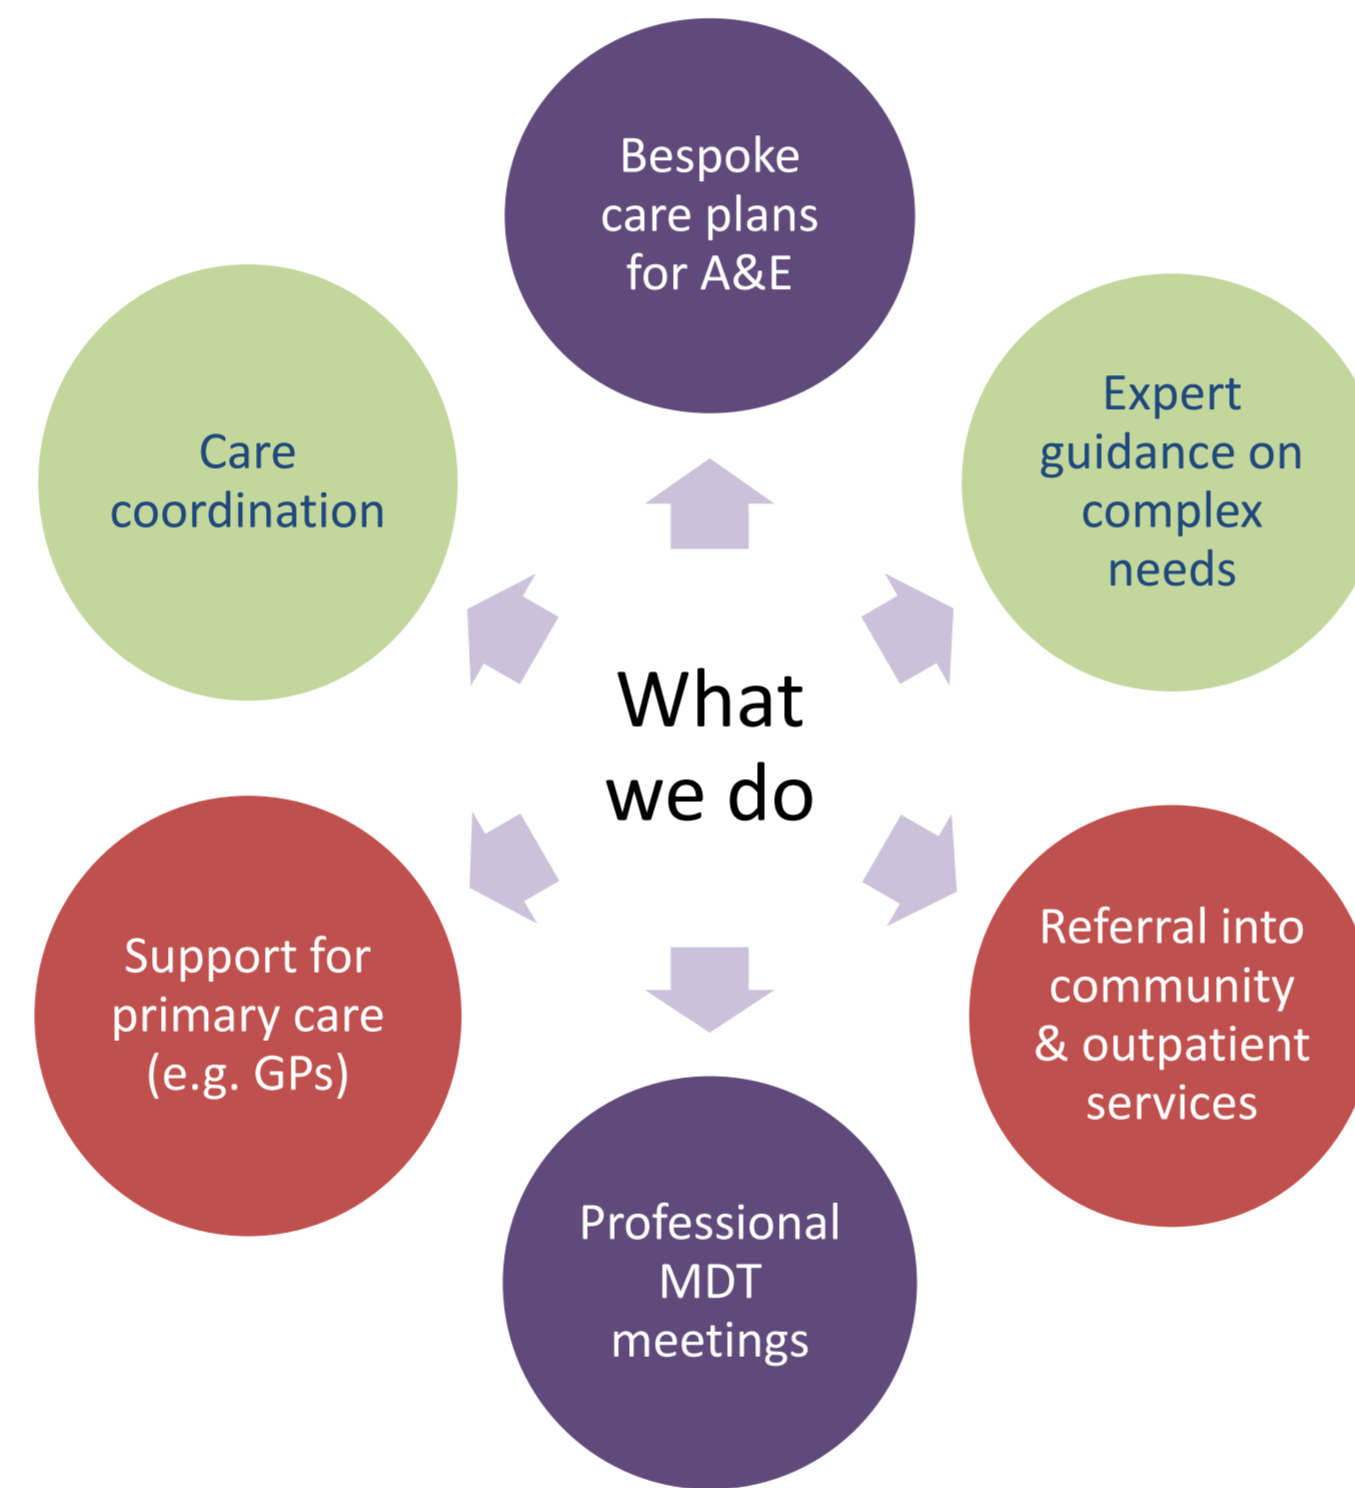 Bespoke
care plans
for A&E
Expert
guidance on
complex
needs
Referral into
community
& outpatient
services
Professional
MDT
meetings
Support for
primary care
(e.g. GPs)
Care
coordination
What
we do